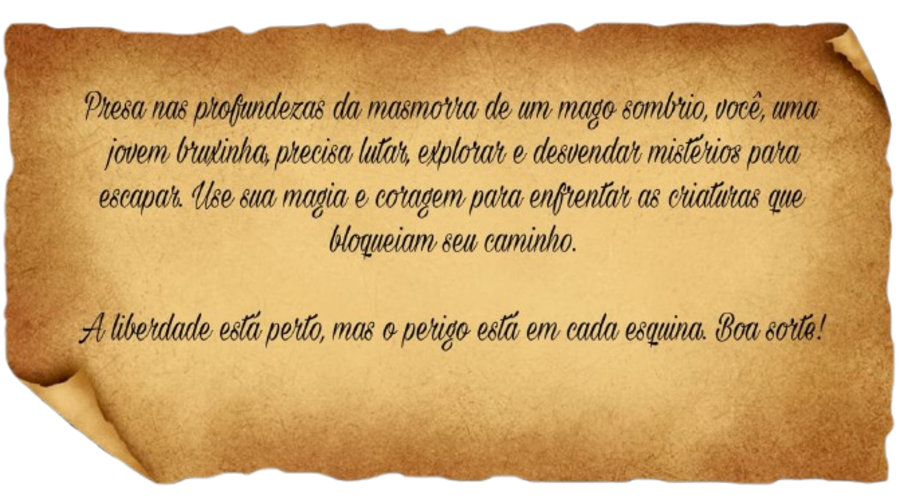 Presa nas profundezas da masmorra de um mago sombrio, você, uma
jovem bruxinha, precisa lutar, explorar e desvendar mistérios para
escapar. Use sua magia e coragem para enfrentar as criaturas que
bloqueiam seu caminho.
A liberdade está perto, mas o perigo está em cada esquina. Boa sorte!